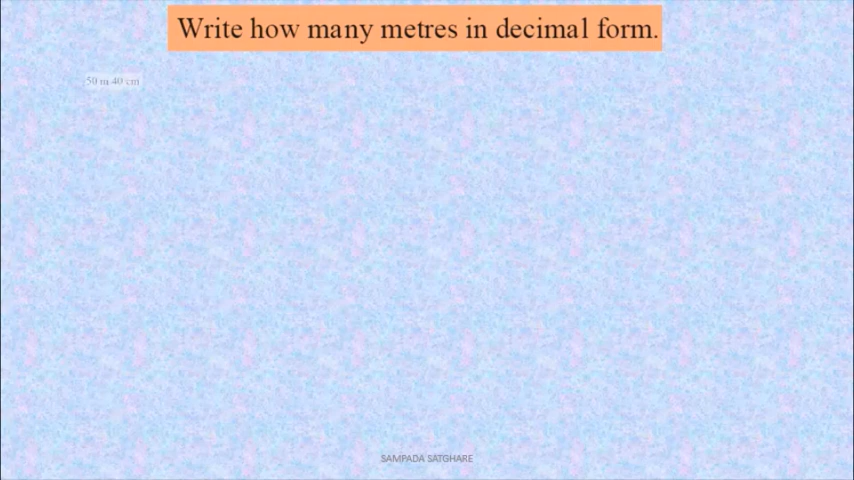 Write how many metres in decimal form.
50 m 40 cm
SAMPADA SATGHARE